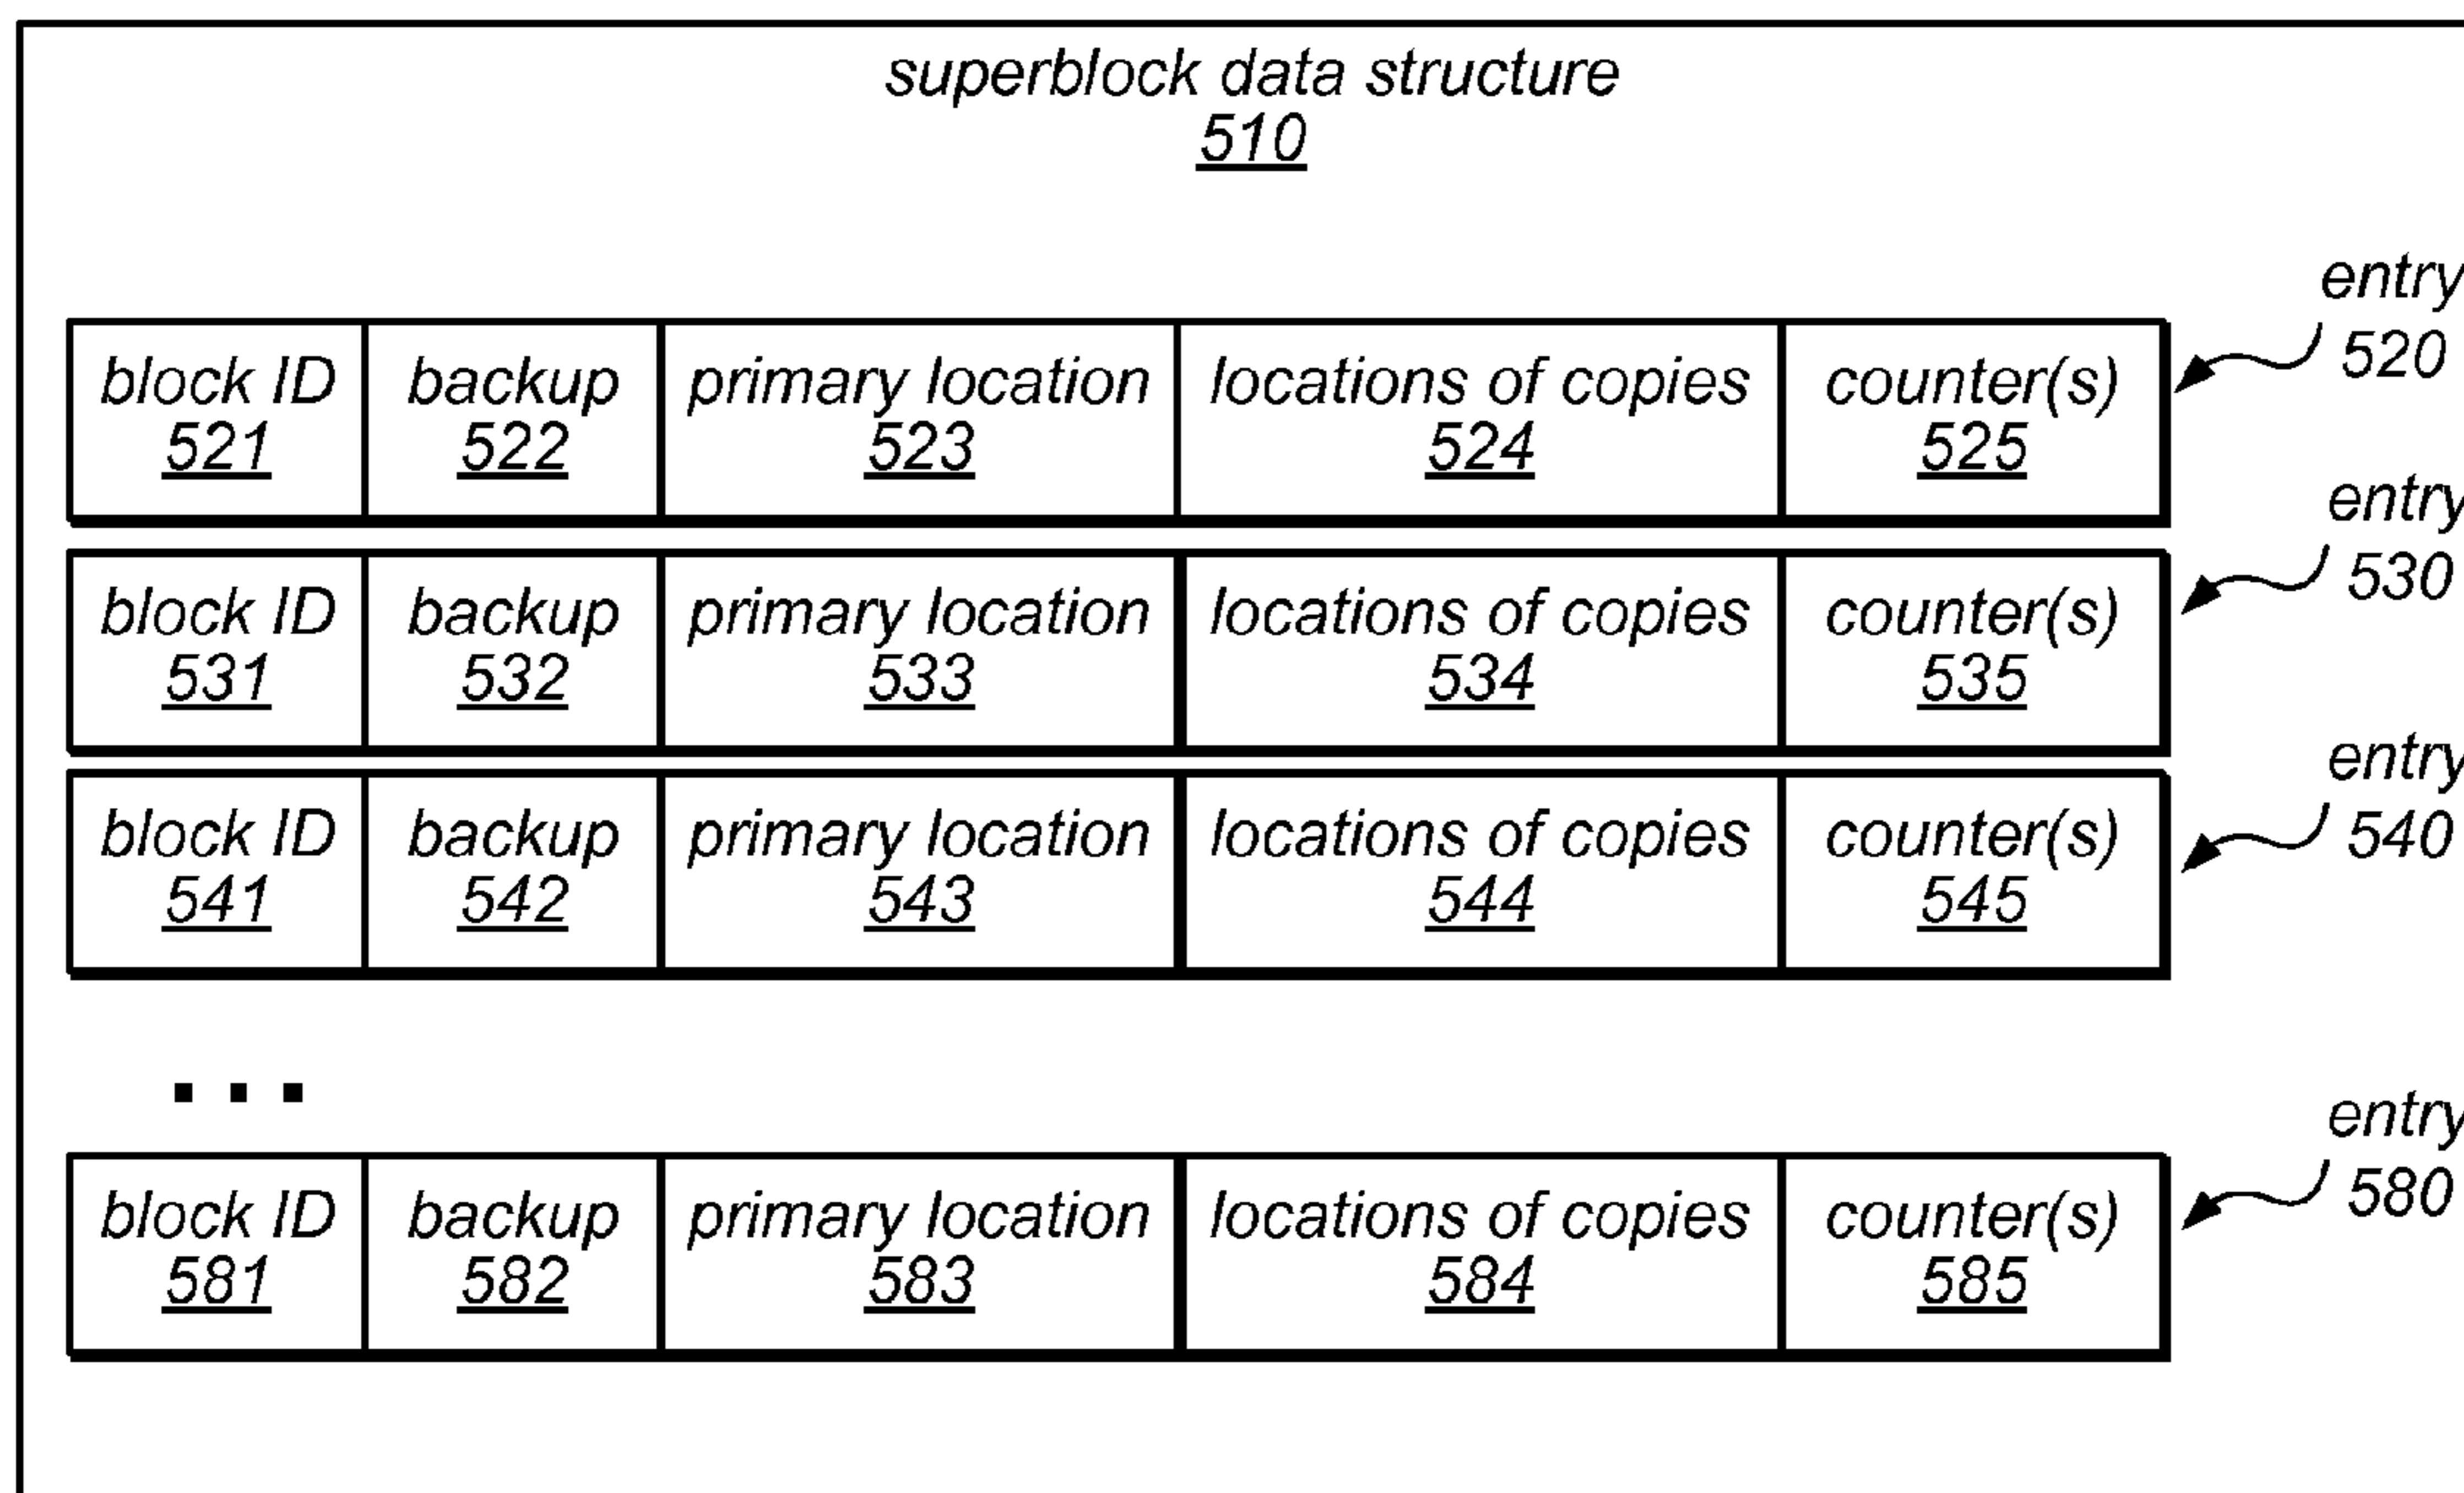 superblock data structure
510
entry
520
block ID backup primary location locations of copies counter(s)
521 522 523 524 525
entry
530
block ID backup primary location locations of copies counter(s)
531 532 533 534 535
entry
540
block ID backup primary location locations of copies counter(s)
541 542 543 544 545
...
entry
580
block ID backup primary location locations of copies counter(s)
581 582 583 584 585